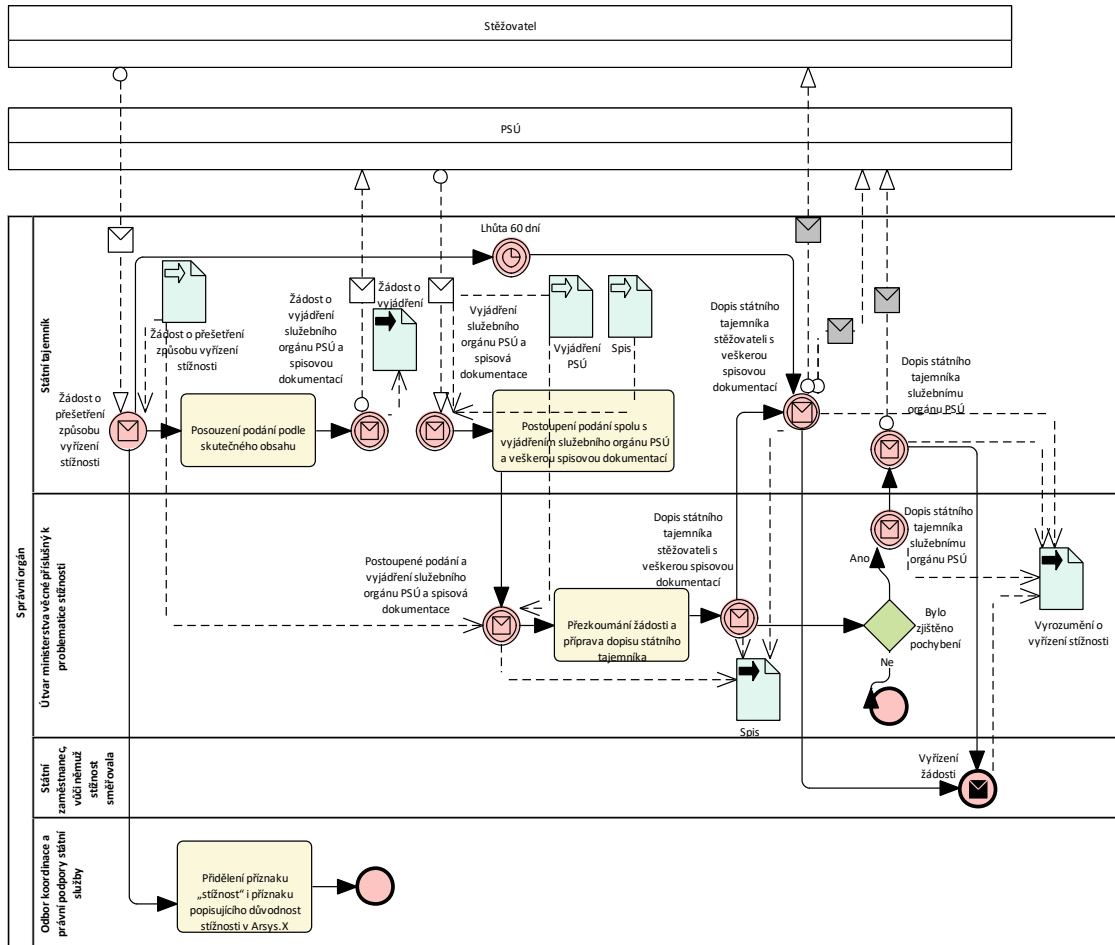 Stěžovatel
PSÚ
Správní orgán
Státní tajemník
Lhůta 60 dní
Žádost o přešetření
způsobu vyřízení
stížnosti
Žádost o přešetření
způsobu
vyřízení
stížnosti
Posouzení podání podle
skutečného obsahu
Žádost o
vyjádření
služebního
orgánu PSÚ a
spisovou
dokumentací
Žádost o
vyjádření
Vyjádření
služebního
orgánu PSÚ a
spisová
dokumentace
Vyjádření
PSÚ
Spis
Postoupení podání spolu s
vyjádřením služebního orgánu PSÚ
a veškerou spisovou dokumentací
Dopis státního
tajemníka
stěžovateli s
veškerou
spisovou
dokumentací
Dopis státního
tajemníka
služebnímu
orgánu PSÚ
Útvar ministerstva věcné příslušný k
problematice stížnosti
Postoupené podání a
vyjádření služebního
orgánu PSÚ a spisová
dokumentace
Přezkoumání žádosti a
příprava dopisu státního
tajemníka
Dopis státního
tajemníka
stěžovateli s
veškerou spisovou
dokumentací
Spis
Dopis státního
tajemníka
služebnímu
orgánu PSÚ
Ano
Bylo
zjištěno
pochybení
Ne
Vyrozumění o
vyřízení stížnosti
Státní
zaměstnanec,
vůči němuž
stížnost
směřovala
Vyřízení
žádosti
Odbor koordinace a
právní podpory státní
služby
Přidělení příznaku
„stížnost“ i příznaku
popisujícího důvodnost
stížnosti v Arsys.X